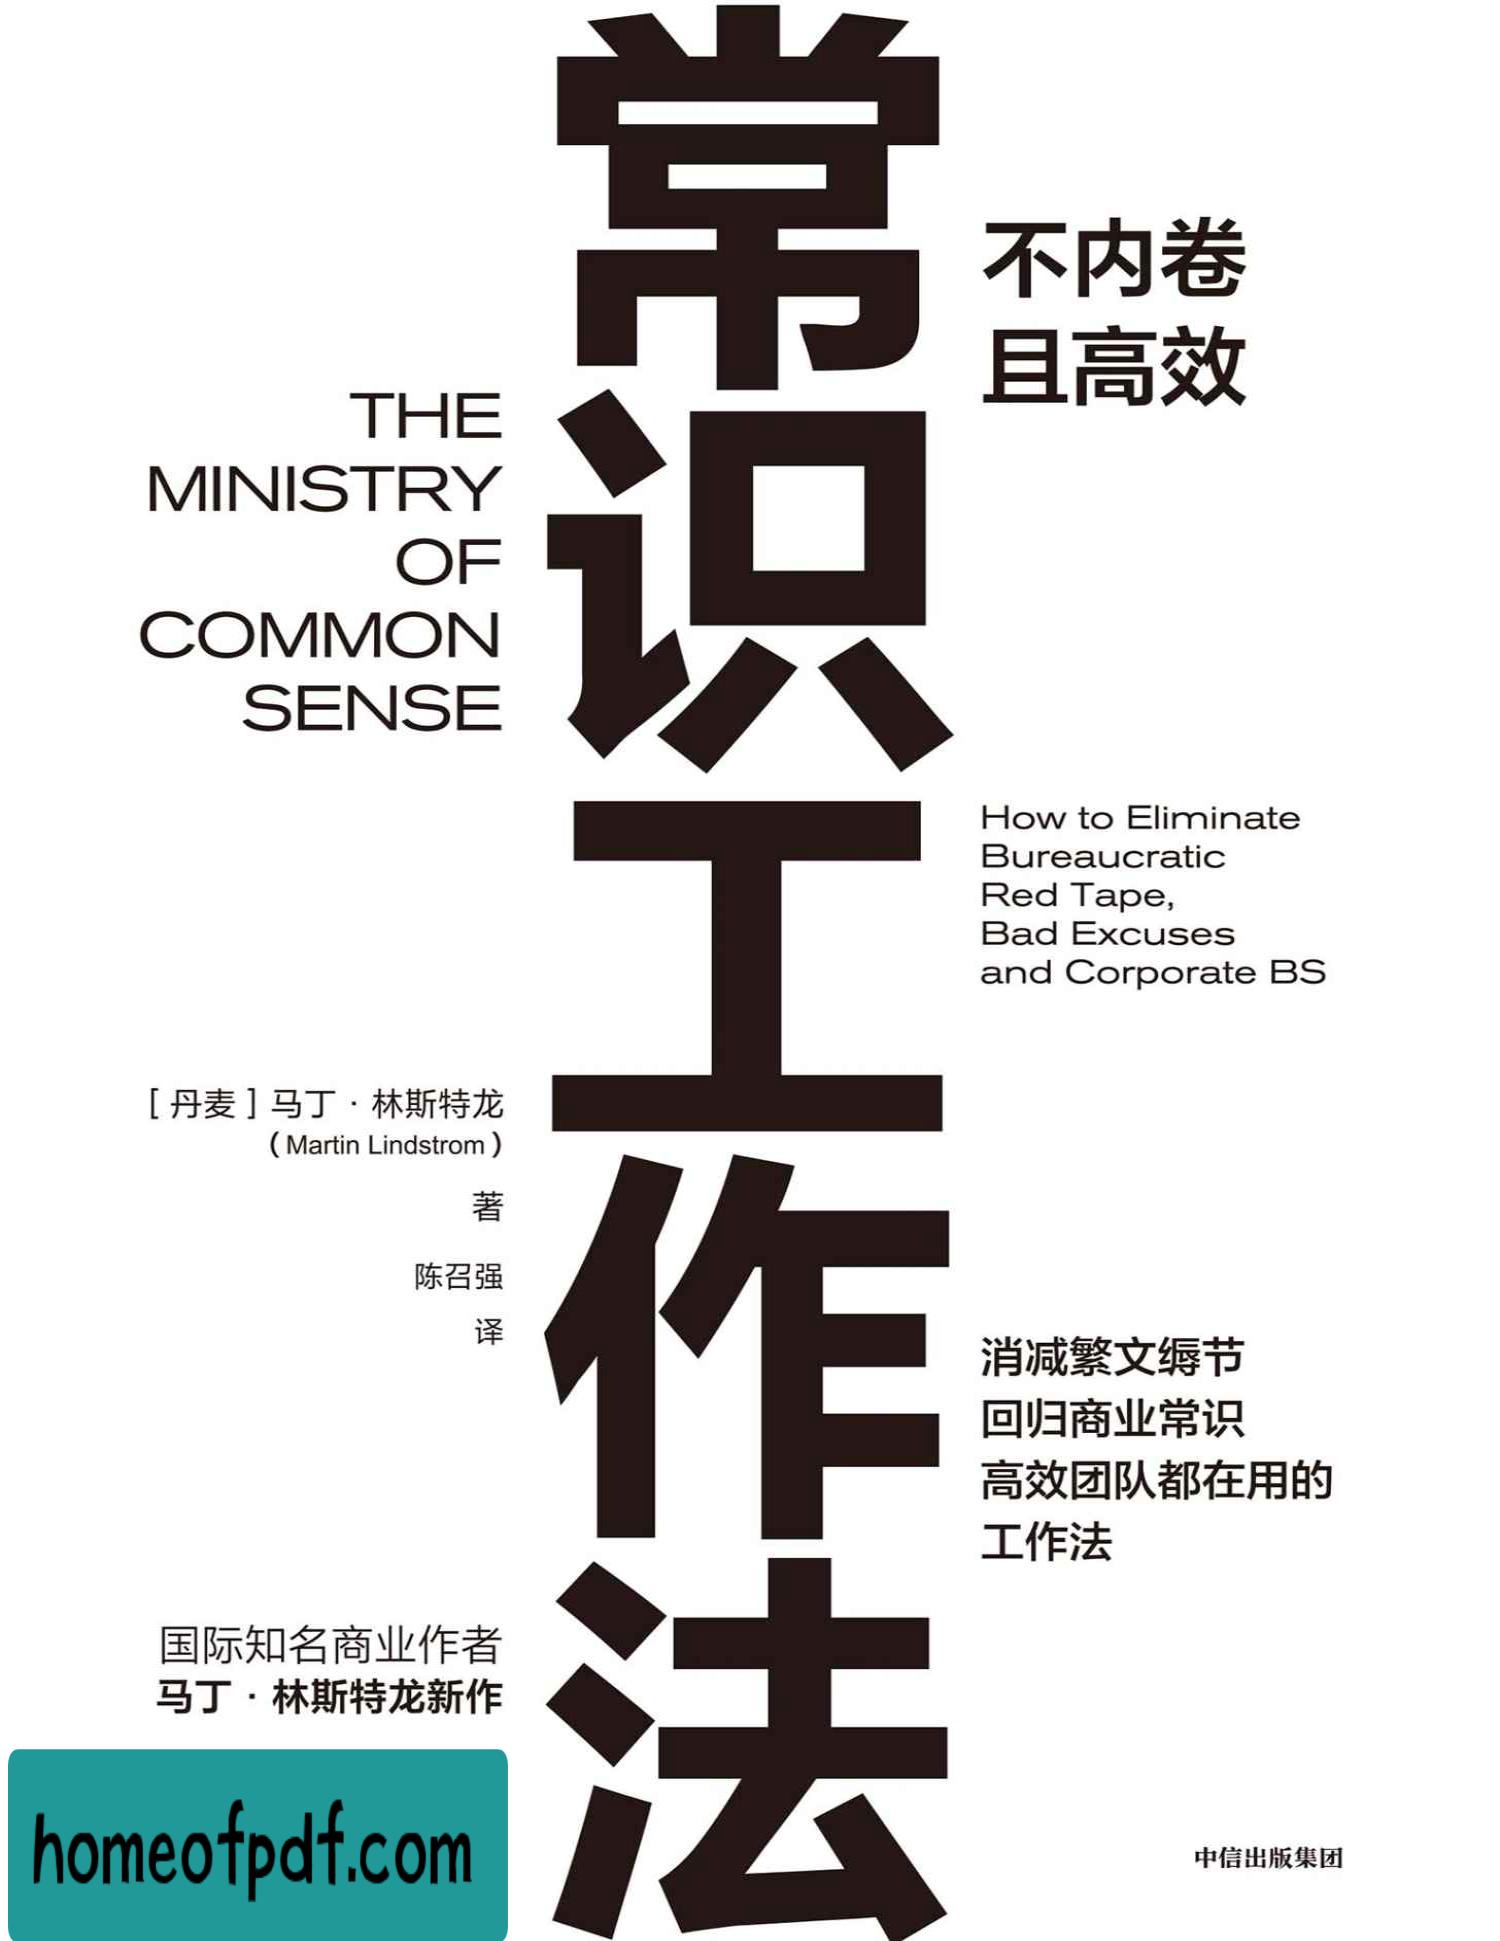 常识工作法
不内卷
且高效
THE
MINISTRY
OF
COMMON
SENSE
How to Eliminate
Bureaucratic
Red Tape,
Bad Excuses
and Corporate BS
[ 丹麦 ] 马丁 · 林斯特龙
( Martin Lindstrom )
著
陈召强
译
消减繁文缛节
回归商业常识
高效团队都在用的
工作法
国际知名商业作者
马丁 · 林斯特龙新作
homeofpdf.com
中信出版集团